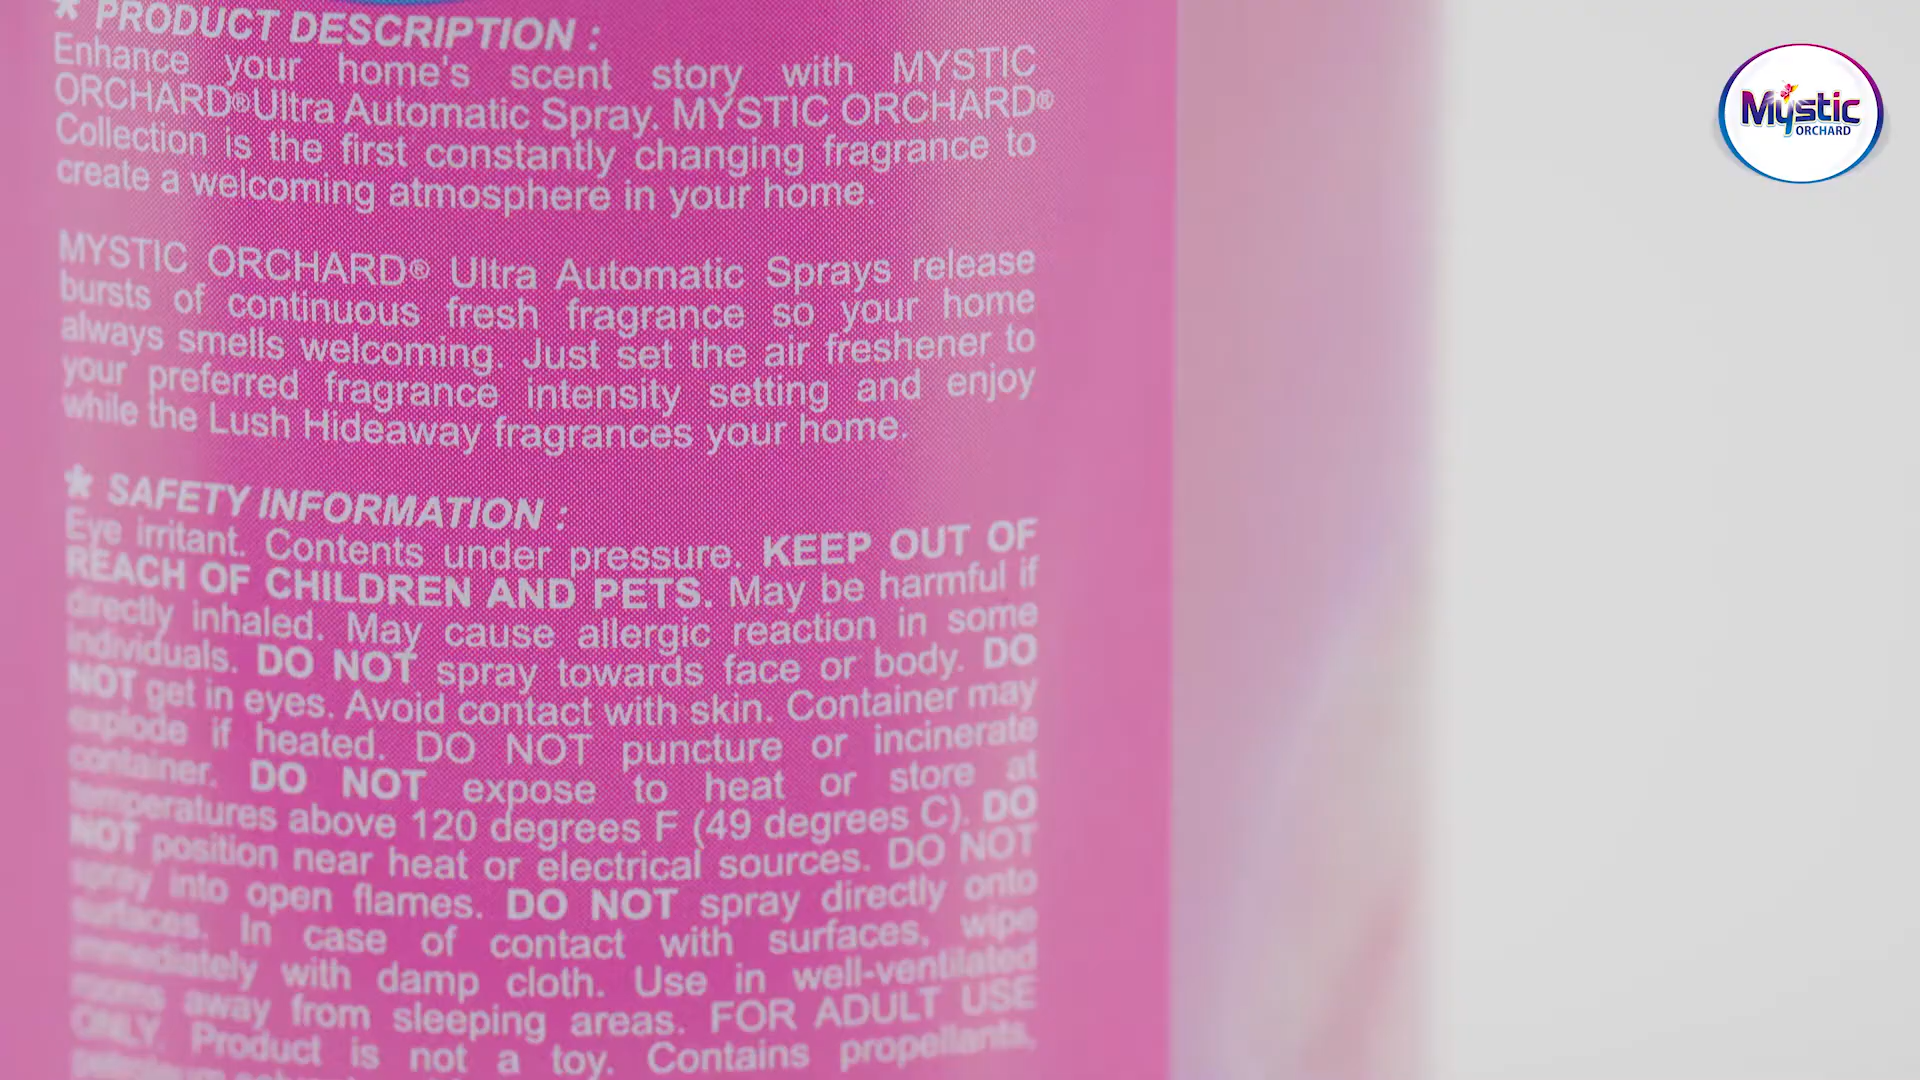 * PRODUCT DESCRIPTION :
Enhance your home's scent story with MYSTIC
ORCHARD® Ultra Automatic Spray. MYSTIC ORCHARD®
Collection is the first constantly changing fragrance to
create a welcoming atmosphere in your home.
MYSTIC ORCHARD® Ultra Automatic Sprays release
bursts of continuous fresh fragrance so your home
always smells welcoming. Just set the air freshener to
your preferred fragrance intensity setting and enjoy
while the Lush Hideaway fragrances your home.
* SAFETY INFORMATION :
Eye irritant. Contents under pressure. KEEP OUT OF
REACH OF CHILDREN AND PETS. May be harmful if
directly inhaled. May cause allergic reaction in some
individuals. DO NOT spray towards face or body. DO
NOT get in eyes. Avoid contact with skin. Container may
explode if heated. DO NOT puncture or incinerate
container. DO NOT expose to heat or store at
temperatures above 120 degrees F (49 degrees C). DO
NOT position near heat or electrical sources. DO NOT
spray into open flames. DO NOT spray directly onto
surfaces. In case of contact with surfaces, wipe
immediately with damp cloth. Use in well-ventilated
rooms away from sleeping areas. FOR ADULT USE
ONLY. Product is not a toy. Contains propellants,
Mystic
ORCHARD